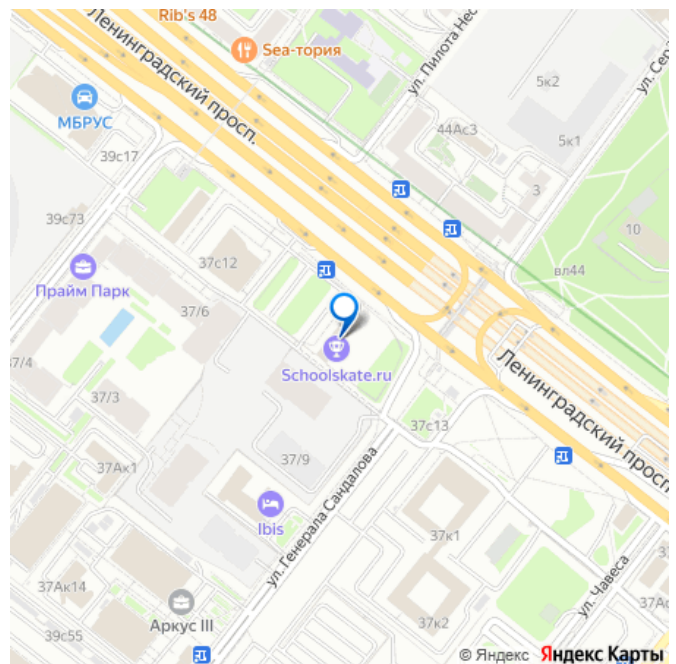 Rib's 48
Ленинградский просп.
Sea-тория
ул. Пилота Нес
ул. Сер
5к2
МБРУС
44Ас3
5к1
39с17
3
39с73
10
37с12
вл44
Прайм Парк
37/6
Schoolskate.ru
Ленинградский просп.
37/4
37/3
37с13
37Ак1
37/9
ул. Генерала Сандалова
Ibis
37к1
ул. Чавеса
37Ак14
37Ас
Аркус III
37к2
39с55
© Яндекс Яндекс Карты